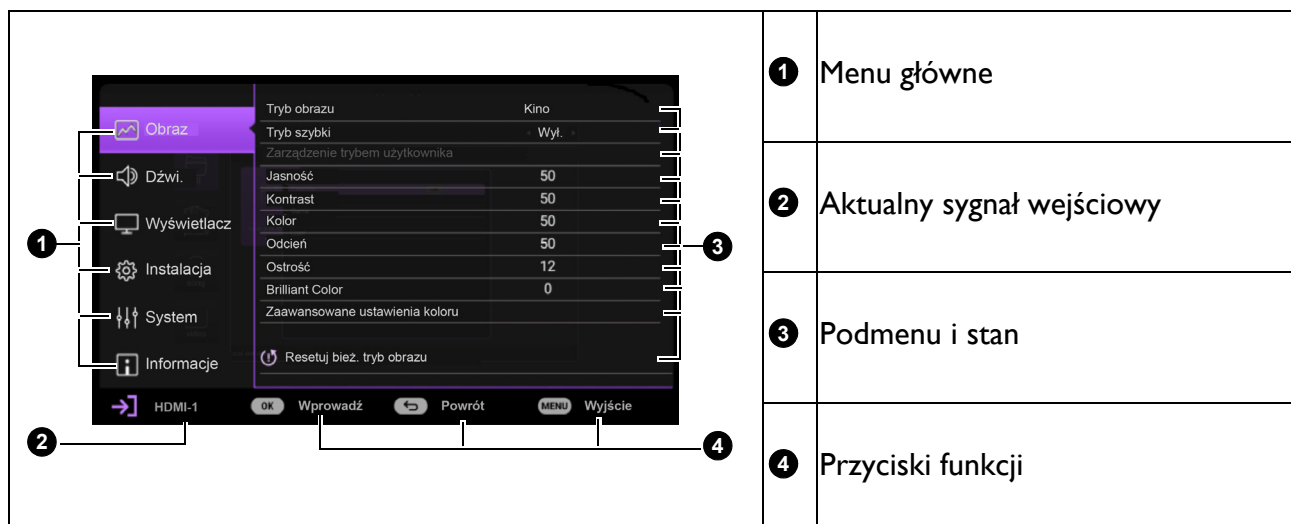 Obraz
Dźwi.
Wyświetlacz
Instalacja
System
Informacje
Tryb obrazu Kino
Tryb szybki Wył.
Zarządzenie trybem użytkownika
Jasność 50
Kontrast 50
Kolor 50
Odcień 50
Ostrość 12
Brilliant Color 0
Zaawansowane ustawienia koloru
Resetuj bież. tryb obrazu
HDMI-1 OK Wprowadź Powrót MENU Wyjście
1
2
3
4
1 Menu główne
2 Aktualny sygnał wejściowy
3 Podmenu i stan
4 Przyciski funkcji